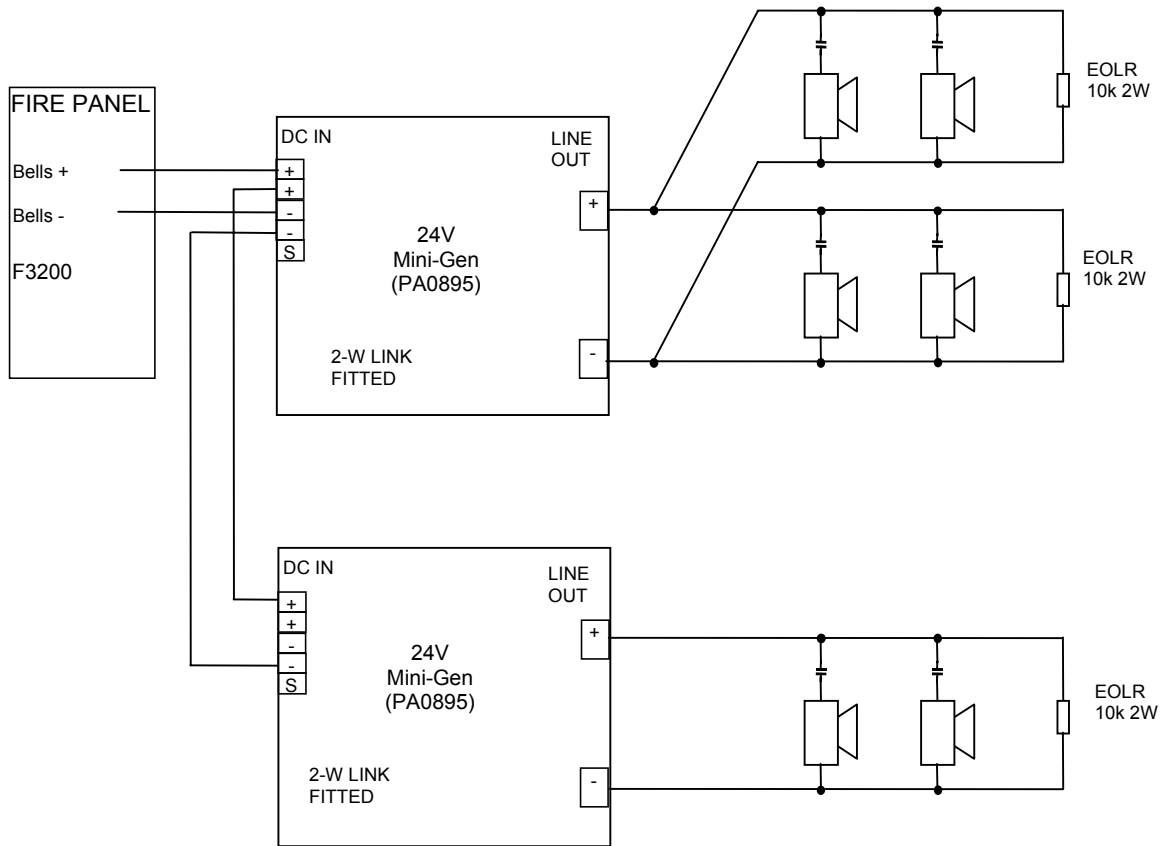 FIRE PANEL
Bells +
Bells -
F3200
DC IN
+
+
-
-
S
LINE
OUT
+
-
24V
Mini-Gen
(PA0895)
2-W LINK
FITTED
EOLR
10k 2W
EOLR
10k 2W
DC IN
+
+
-
-
S
LINE
OUT
+
-
24V
Mini-Gen
(PA0895)
2-W LINK
FITTED
EOLR
10k 2W